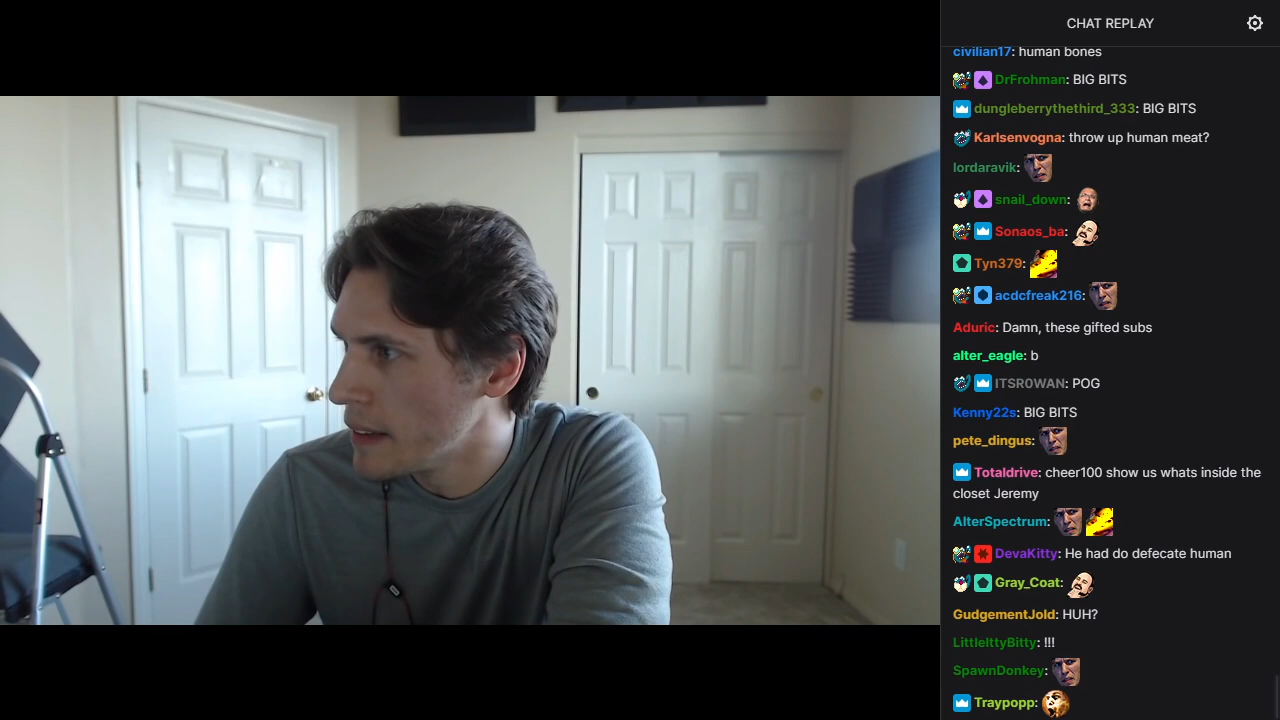 CHAT REPLAY
civilian17: human bones
DrFrohman: BIG BITS
dungleberrythethird_333: BIG BITS
Karlsenvogna: throw up human meat?
lordaravik:
snail_down:
Sonaos_ba:
Tyn379:
acdcfreak216:
Aduric: Damn, these gifted subs
alter_eagle: b
ITSR0WAN: POG
Kenny22s: BIG BITS
pete_dingus:
Totaldrive: cheer100 show us whats inside the
closet Jeremy
AlterSpectrum:
DevaKitty: He had do defecate human
Gray_Coat:
GudgementJold: HUH?
LittleIttyBitty: !!!
SpawnDonkey:
Traypopp: